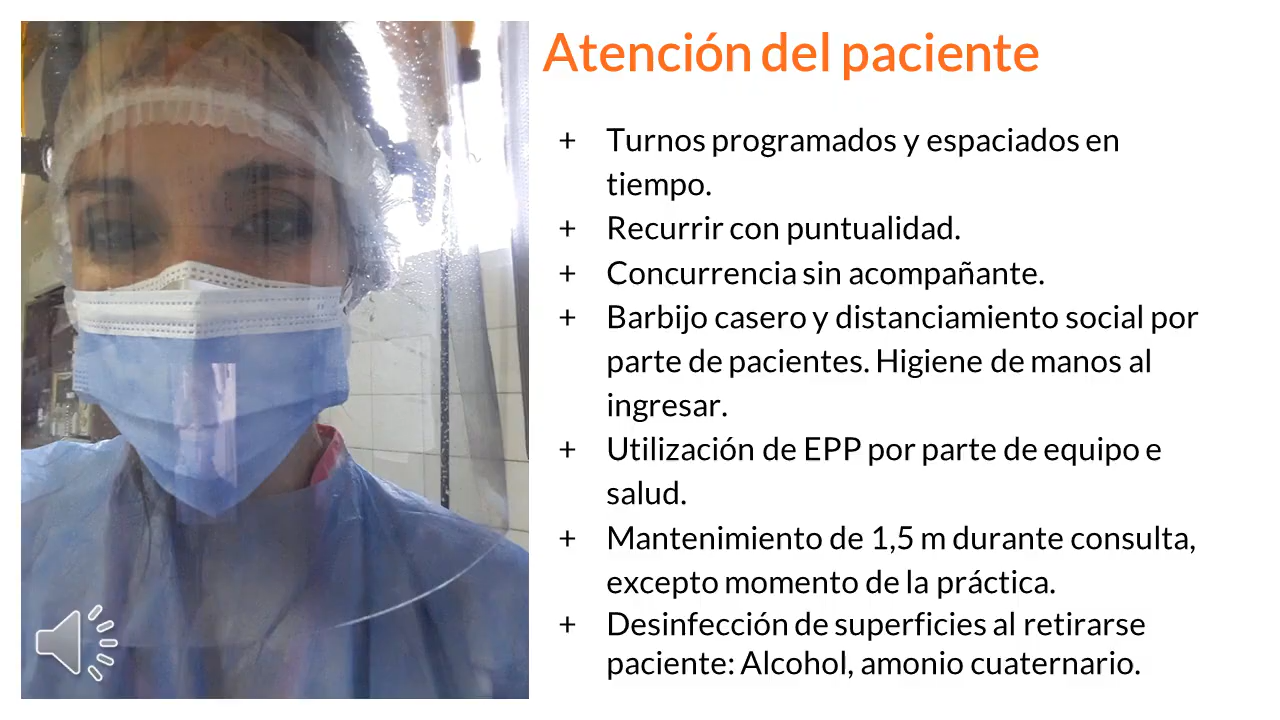 Atención del paciente
+ Turnos programados y espaciados en
tiempo.
+ Recurrir con puntualidad.
+ Concurrencia sin acompañante.
+ Barbijo casero y distanciamiento social por
parte de pacientes. Higiene de manos al
ingresar.
+ Utilización de EPP por parte de equipo e
salud.
+ Mantenimiento de 1,5 m durante consulta,
excepto momento de la práctica.
+ Desinfección de superficies al retirarse
paciente: Alcohol, amonio cuaternario.